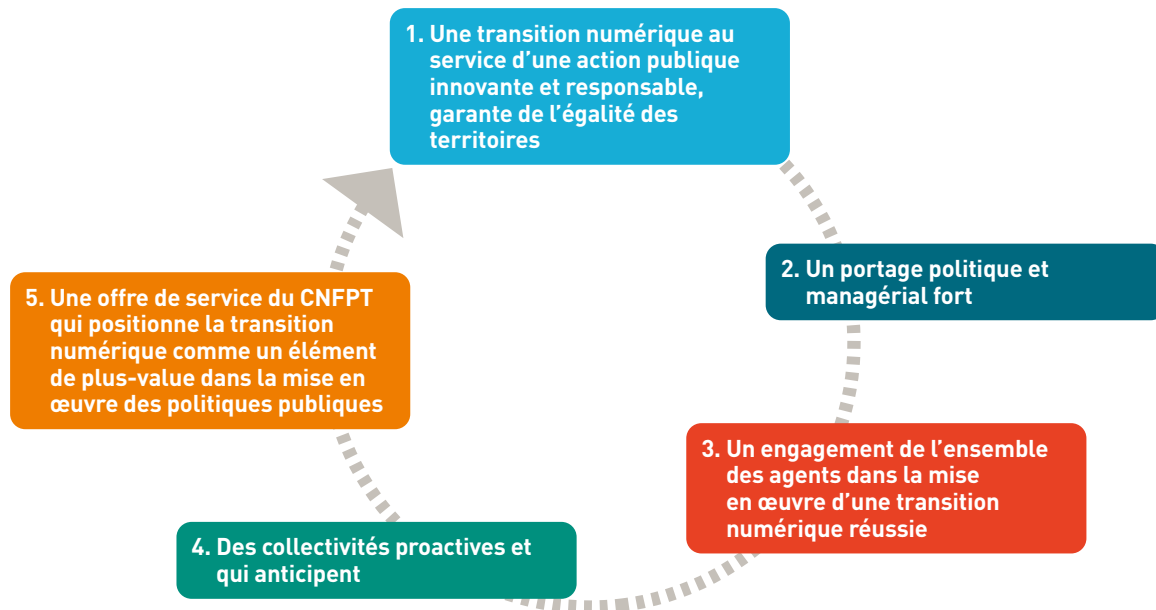 1. Une transition numérique au
service d’une action publique
innovante et responsable,
garante de l’égalité des
territoires
2. Un portage politique et
managérial fort
3. Un engagement de l’ensemble
des agents dans la mise
en œuvre d’une transition
numérique réussie
4. Des collectivités proactives et
qui anticipent
5. Une offre de service du CNFPT
qui positionne la transition
numérique comme un élément
de plus-value dans la mise en
œuvre des politiques publiques